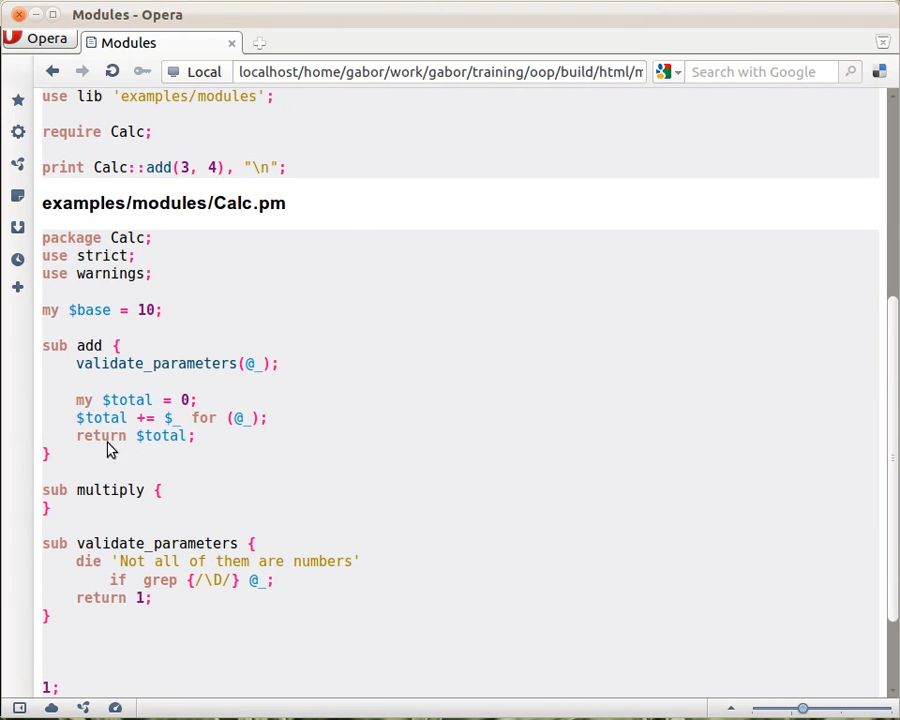 Modules - Opera
Opera
Modules
Local
localhost/home/gabor/work/gabor/training/oop/build/html/m
Search with Google
use lib 'examples/modules';
require Calc;
print Calc::add(3, 4), "\n";
examples/modules/Calc.pm
package Calc;
use strict;
use warnings;
my $base = 10;
sub add {
validate_parameters(@_);
my $total = 0;
$total += $_ for (@_);
return $total;
}
sub multiply {
}
sub validate_parameters {
die 'Not all of them are numbers'
if  grep {/\D/} @_;
return 1;
}
1;